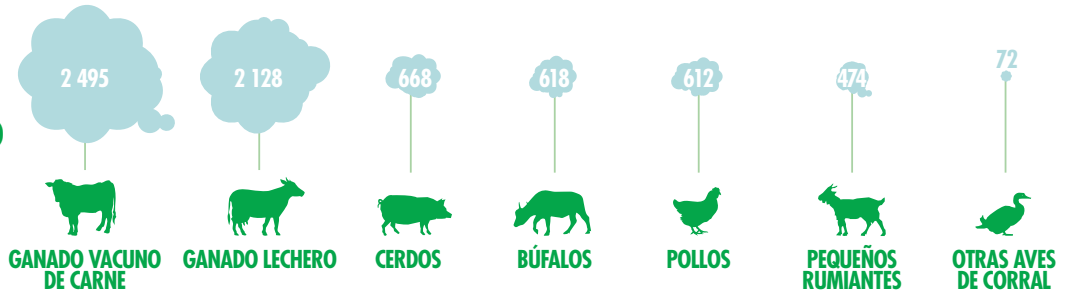 2 495
2 128
668
618
612
474
72
GANADO VACUNO
DE CARNE
GANADO LECHERO
CERDOS
BÚFALOS
POLLOS
PEQUEÑOS
RUMIANTES
OTRAS AVES
DE CORRAL